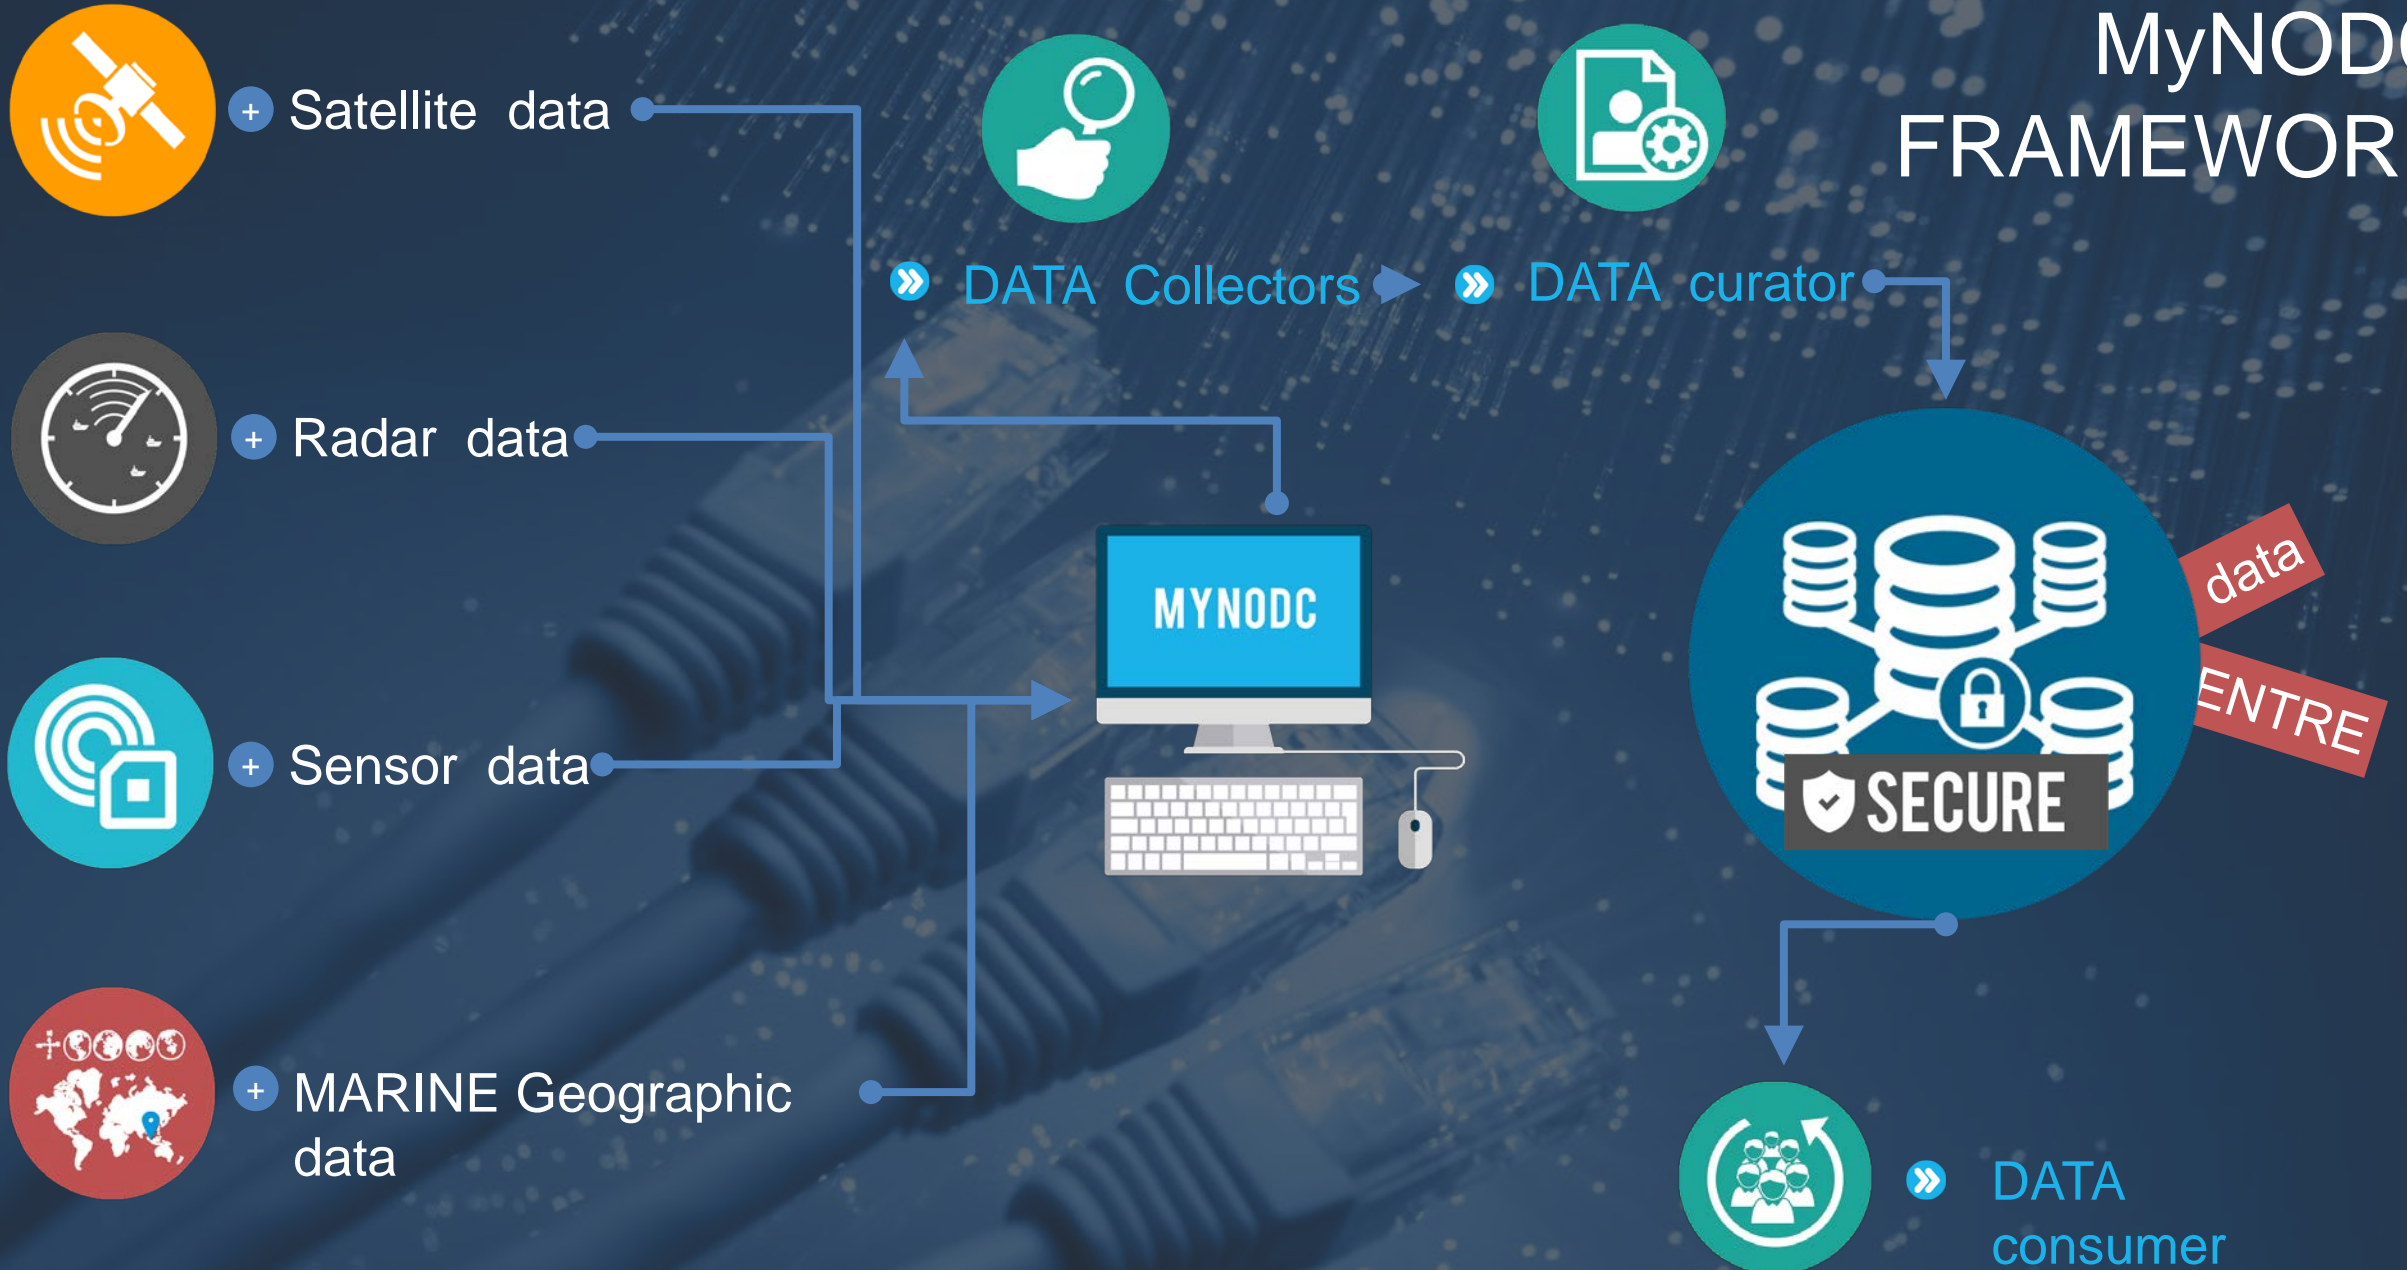 MyNODC
FRAMEWOR
Satellite data
DATA Collectors
DATA curator
Radar data
MYNODC
data
ENTRE
Sensor data
SECURE
MARINE Geographic
data
DATA
consumer